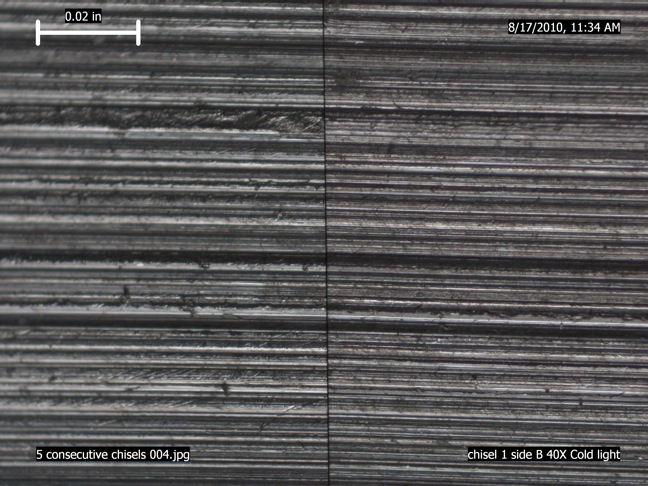 0.02 in
8/17/2010, 11:34 AM
5 consecutive chisels 004.jpg
chisel 1 side B 40X Cold light